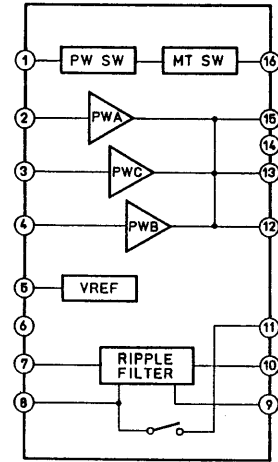 1 PW SW MT SW 16
2 PWA 15
14
3 PWC 13
4 PWB 12
5 VREF
6 11
7 RIPPLE FILTER 10
8 9